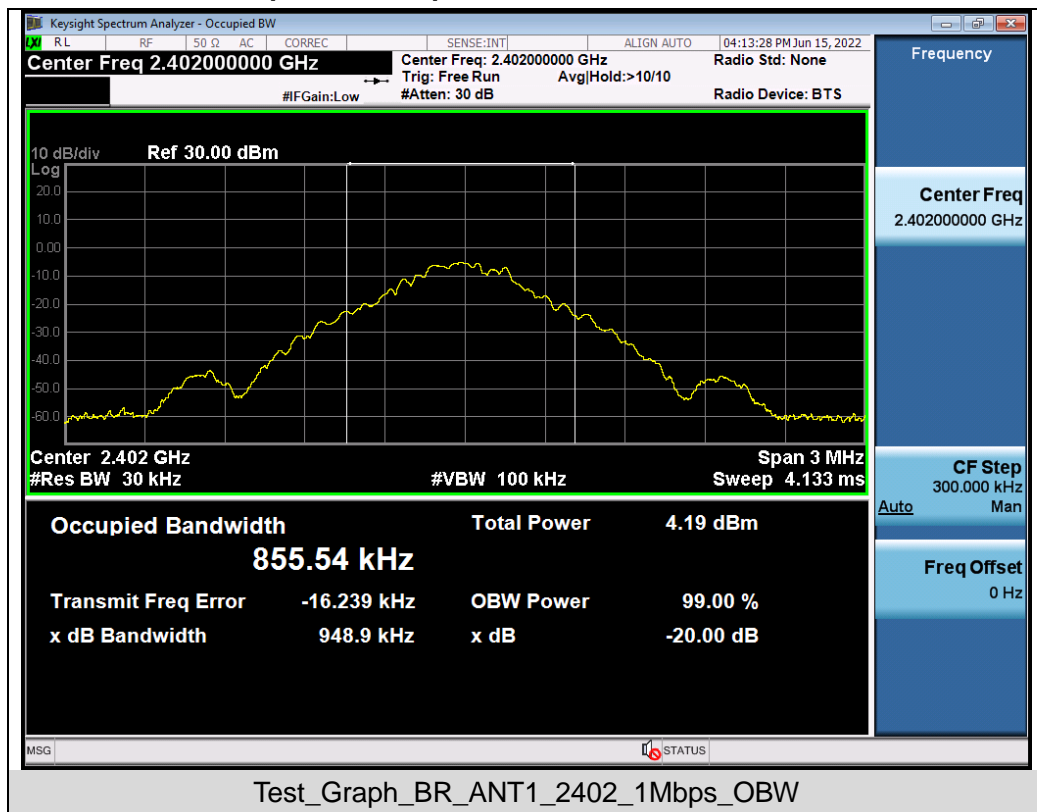 Keysight Spectrum Analyzer - Occupied BW
LXI RL RF 50 Ω AC CORREC SENSE:INT ALIGN AUTO 04:13:28 PM Jun 15, 2022
Center Freq 2.402000000 GHz
Center Freq: 2.402000000 GHz
Radio Std: None
Trig: Free Run Avg|Hold:>10/10
#IFGain:Low #Atten: 30 dB
Radio Device: BTS
Frequency
10 dB/div Ref 30.00 dBm
Log
20.0
10.0
0.00
-10.0
-20.0
-30.0
-40.0
-50.0
-60.0
Center 2.402 GHz Span 3 MHz
#Res BW 30 kHz #VBW 100 kHz Sweep 4.133 ms
Center Freq
2.402000000 GHz
CF Step
300.000 kHz
Auto Man
Freq Offset
0 Hz
Occupied Bandwidth Total Power 4.19 dBm
855.54 kHz
Transmit Freq Error -16.239 kHz OBW Power 99.00 %
x dB Bandwidth 948.9 kHz x dB -20.00 dB
MSG STATUS
Test_Graph_BR_ANT1_2402_1Mbps_OBW